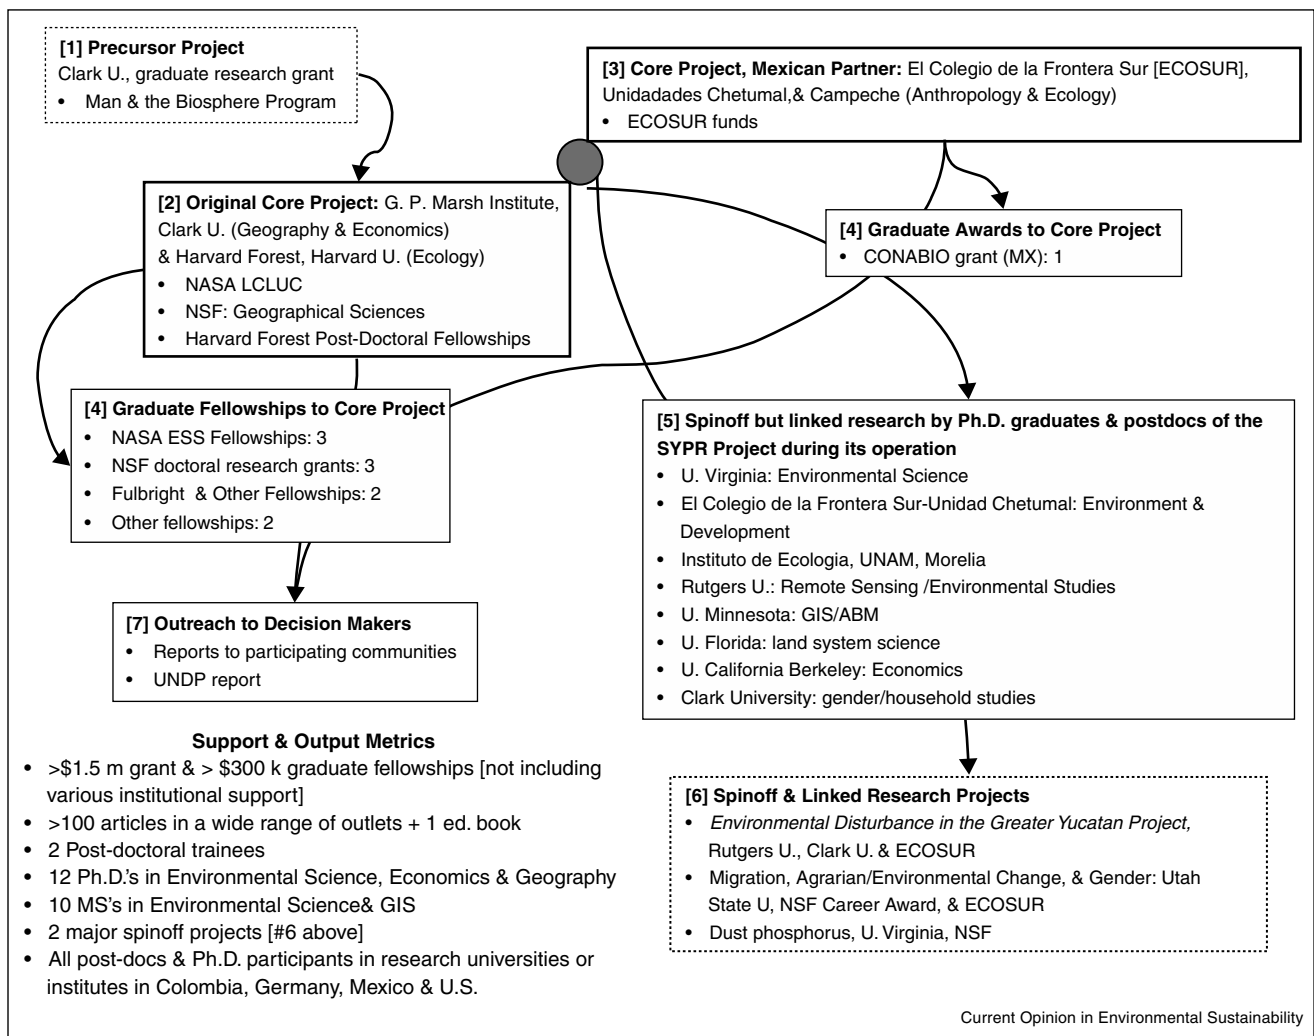 [1] Precursor Project
Clark U., graduate research grant
• Man & the Biosphere Program
[3] Core Project, Mexican Partner: El Colegio de la Frontera Sur [ECOSUR],
Unidadades Chetumal,& Campeche (Anthropology & Ecology)
• ECOSUR funds
[2] Original Core Project: G. P. Marsh Institute,
Clark U. (Geography & Economics)
& Harvard Forest, Harvard U. (Ecology)
• NASA LCLUC
• NSF: Geographical Sciences
• Harvard Forest Post-Doctoral Fellowships
[4] Graduate Awards to Core Project
• CONABIO grant (MX): 1
[4] Graduate Fellowships to Core Project
• NASA ESS Fellowships: 3
• NSF doctoral research grants: 3
• Fulbright & Other Fellowships: 2
• Other fellowships: 2
[5] Spinoff but linked research by Ph.D. graduates & postdocs of the
SYPR Project during its operation
• U. Virginia: Environmental Science
• El Colegio de la Frontera Sur-Unidad Chetumal: Environment &
Development
• Instituto de Ecologia, UNAM, Morelia
• Rutgers U.: Remote Sensing /Environmental Studies
• U. Minnesota: GIS/ABM
• U. Florida: land system science
• U. California Berkeley: Economics
• Clark University: gender/household studies
[7] Outreach to Decision Makers
• Reports to participating communities
• UNDP report
Support & Output Metrics
• >$1.5 m grant & > $300 k graduate fellowships [not including
various institutional support]
• >100 articles in a wide range of outlets + 1 ed. book
• 2 Post-doctoral trainees
• 12 Ph.D.'s in Environmental Science, Economics & Geography
• 10 MS's in Environmental Science& GIS
• 2 major spinoff projects [#6 above]
• All post-docs & Ph.D. participants in research universities or
institutes in Colombia, Germany, Mexico & U.S.
[6] Spinoff & Linked Research Projects
• Environmental Disturbance in the Greater Yucatan Project,
Rutgers U., Clark U. & ECOSUR
• Migration, Agrarian/Environmental Change, & Gender: Utah
State U, NSF Career Award, & ECOSUR
• Dust phosphorus, U. Virginia, NSF
Current Opinion in Environmental Sustainability